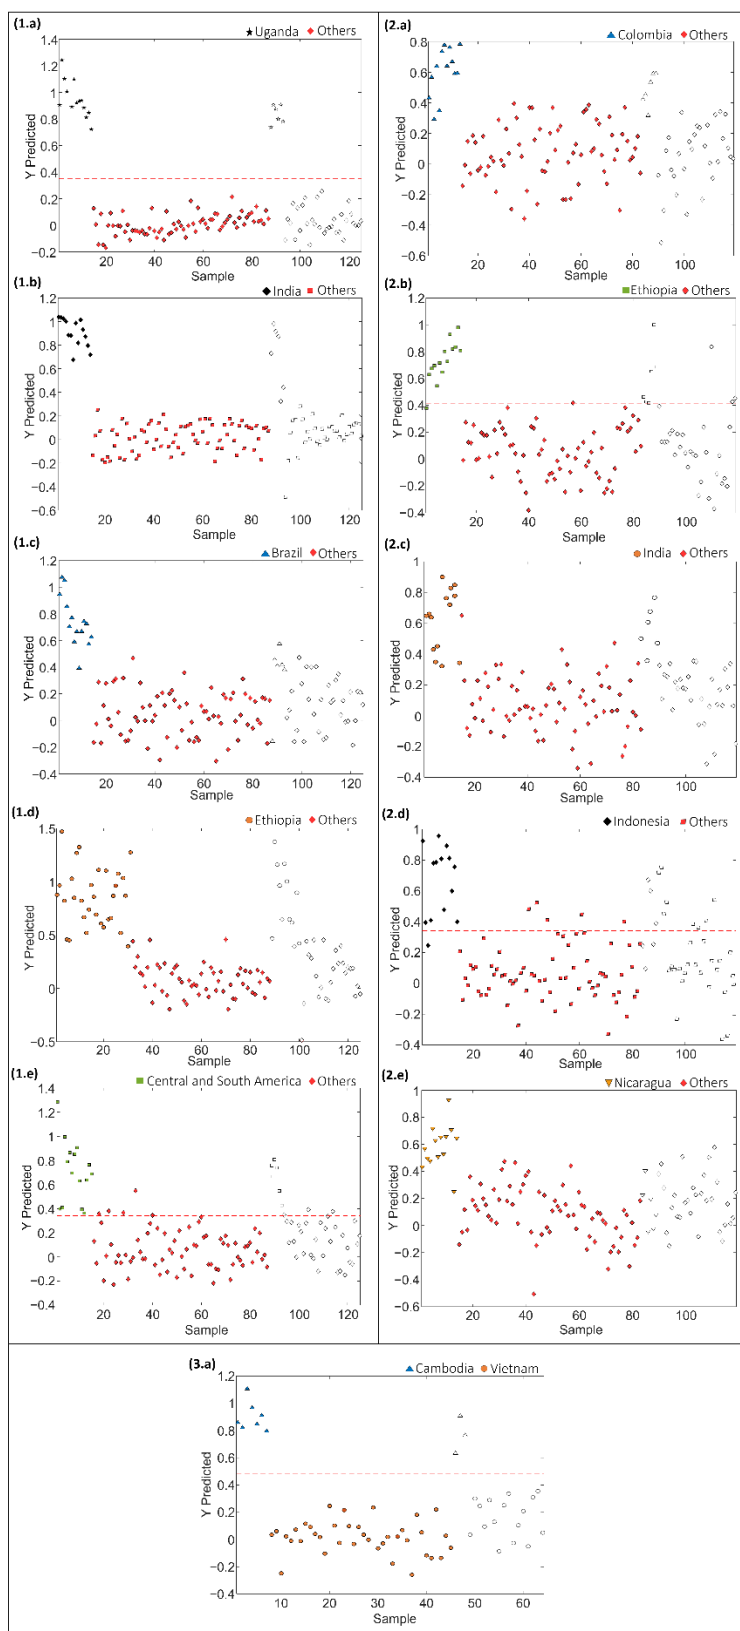 (1.a)
★Uganda ◆Others
1.4
1.2
1
0.8
0.6
0.4
0.2
0
-0.2
Y Predicted
20 40 60 80 100 120
Sample
(1.b)
◆India ■Others
1.2
1
0.8
0.6
0.4
0.2
0
-0.2
-0.4
-0.6
Y Predicted
20 40 60 80 100 120
Sample
(1.c)
▲Brazil ◆Others
1.2
1
0.8
0.6
0.4
0.2
0
-0.2
-0.4
Y Predicted
20 40 60 80 100 120
Sample
(1.d)
Ethiopia ◆Others
1.5
1
0.5
0
-0.5
Y Predicted
20 40 60 80 100 120
Sample
(1.e)
■Central and South America ◆Others
1.4
1.2
1
0.8
0.6
0.4
0.2
0
-0.2
-0.4
Y Predicted
20 40 60 80 100 120
Sample
(2.a)
▲Colombia ◆Others
0.8
0.6
0.4
0.2
0
-0.2
-0.4
-0.6
Y Predicted
20 40 60 80 100
Sample
(2.b)
■Ethiopia ◆Others
1.2
1
0.8
0.6
0.4
0.2
0
-0.2
-0.4
Y Predicted
20 40 60 80 100
Sample
(2.c)
India ◆Others
1
0.8
0.6
0.4
0.2
0
-0.2
-0.4
Y Predicted
20 40 60 80 100
Sample
(2.d)
◆Indonesia ■Others
1
0.8
0.6
0.4
0.2
0
-0.2
-0.4
Y Predicted
20 40 60 80 100
Sample
(2.e)
▼Nicaragua ◆Others
1
0.8
0.6
0.4
0.2
0
-0.2
-0.4
-0.6
Y Predicted
20 40 60 80 100
Sample
(3.a)
▲Cambodia ●Vietnam
1.2
1
0.8
0.6
0.4
0.2
0
-0.2
-0.4
Y Predicted
10 20 30 40 50 60
Sample